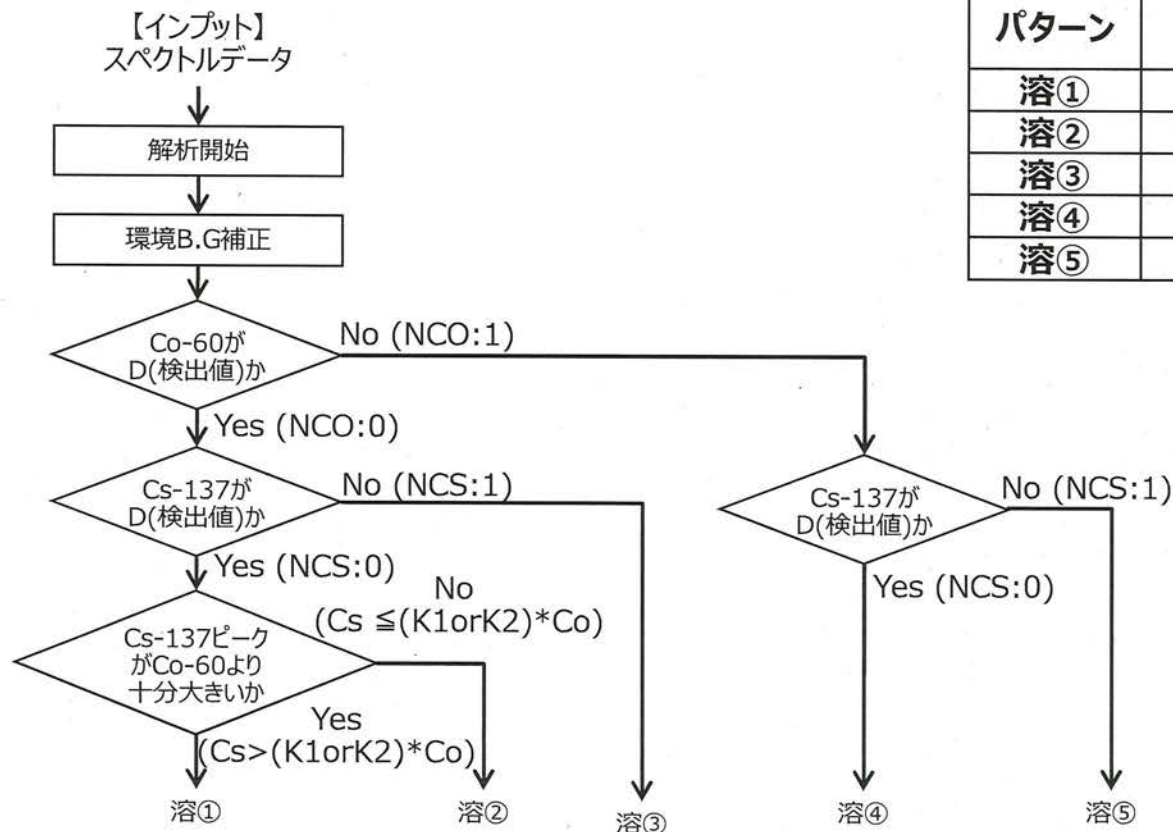 【インプット】
スペクトルデータ
解析開始
環境B.G補正
Co-60が
D(検出値)か
No (NCO:1)
Yes (NCO:0)
Cs-137が
D(検出値)か
No (NCS:1)
Yes (NCS:0)
Cs-137ピーク
がCo-60より
十分大きいか
No
(Cs ≦(K1orK2)*Co)
Yes
(Cs>(K1orK2)*Co)
Cs-137が
D(検出値)か
No (NCS:1)
Yes (NCS:0)
溶①
溶②
溶③
溶④
溶⑤
パターン
溶①
溶②
溶③
溶④
溶⑤